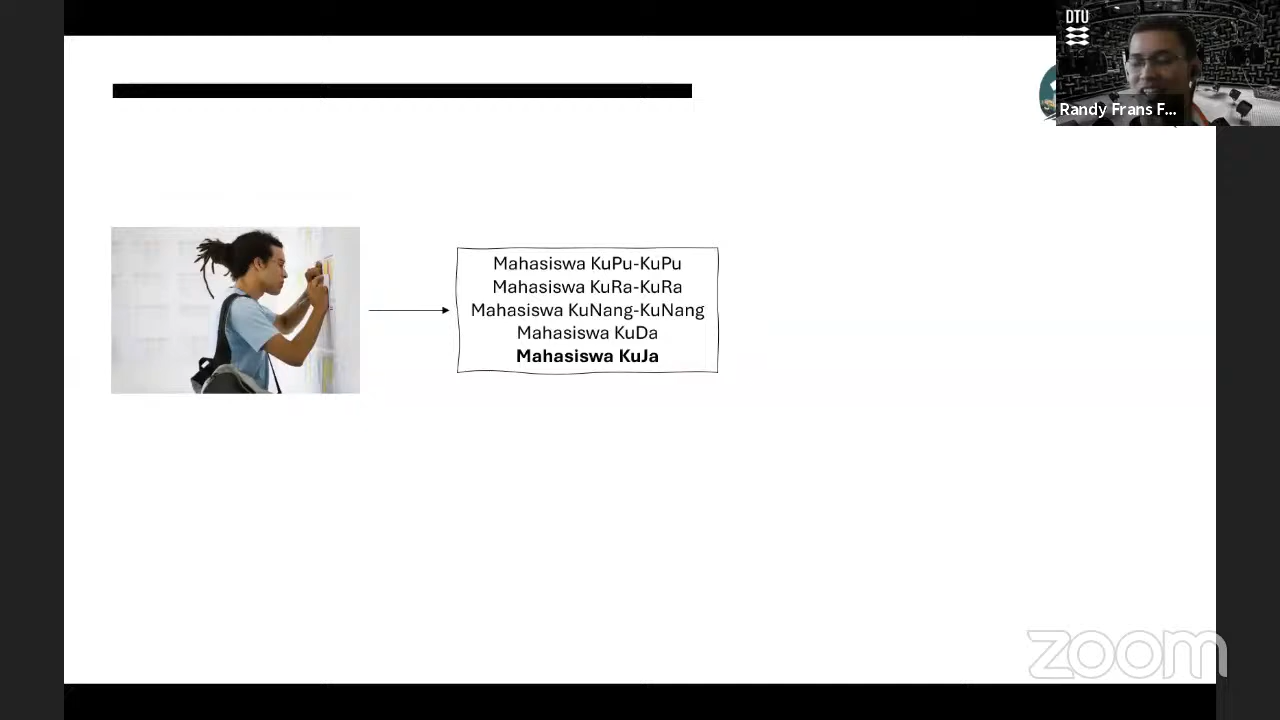 DTU
Randy Frans F...
Mahasiswa KuPu-KuPu
Mahasiswa KuRa-KuRa
Mahasiswa KuNang-KuNang
Mahasiswa KuDa
Mahasiswa KuJa
zoom